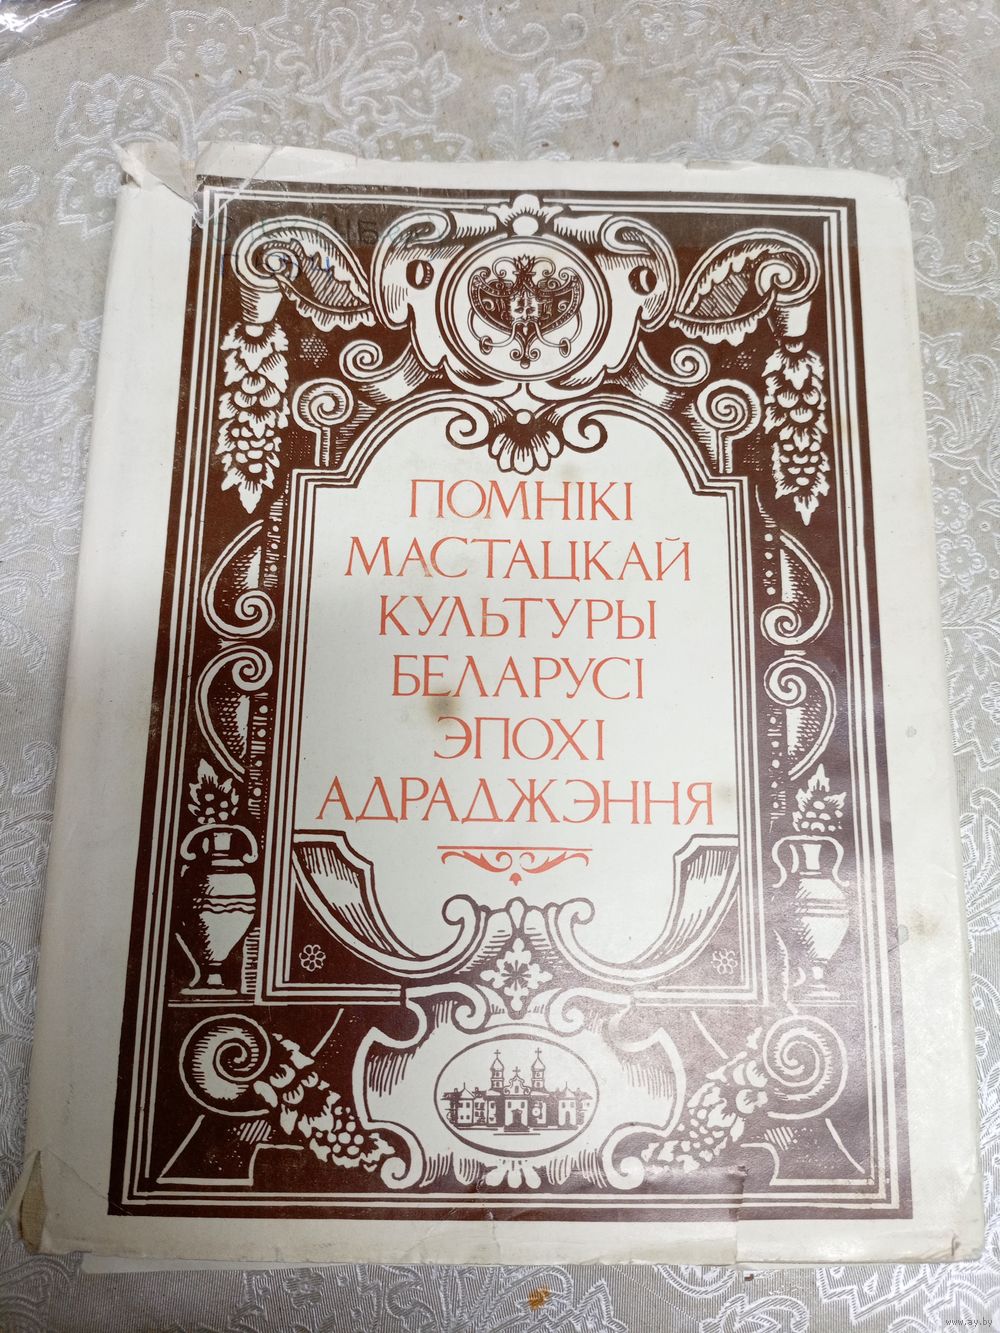 ПОМНІКІ
МАСТАЦКАЙ
КУЛЬТУРЫ
БЕЛАРУСІ
ЭПОХІ
АДРАДЖЭННЯ
www.ay.by